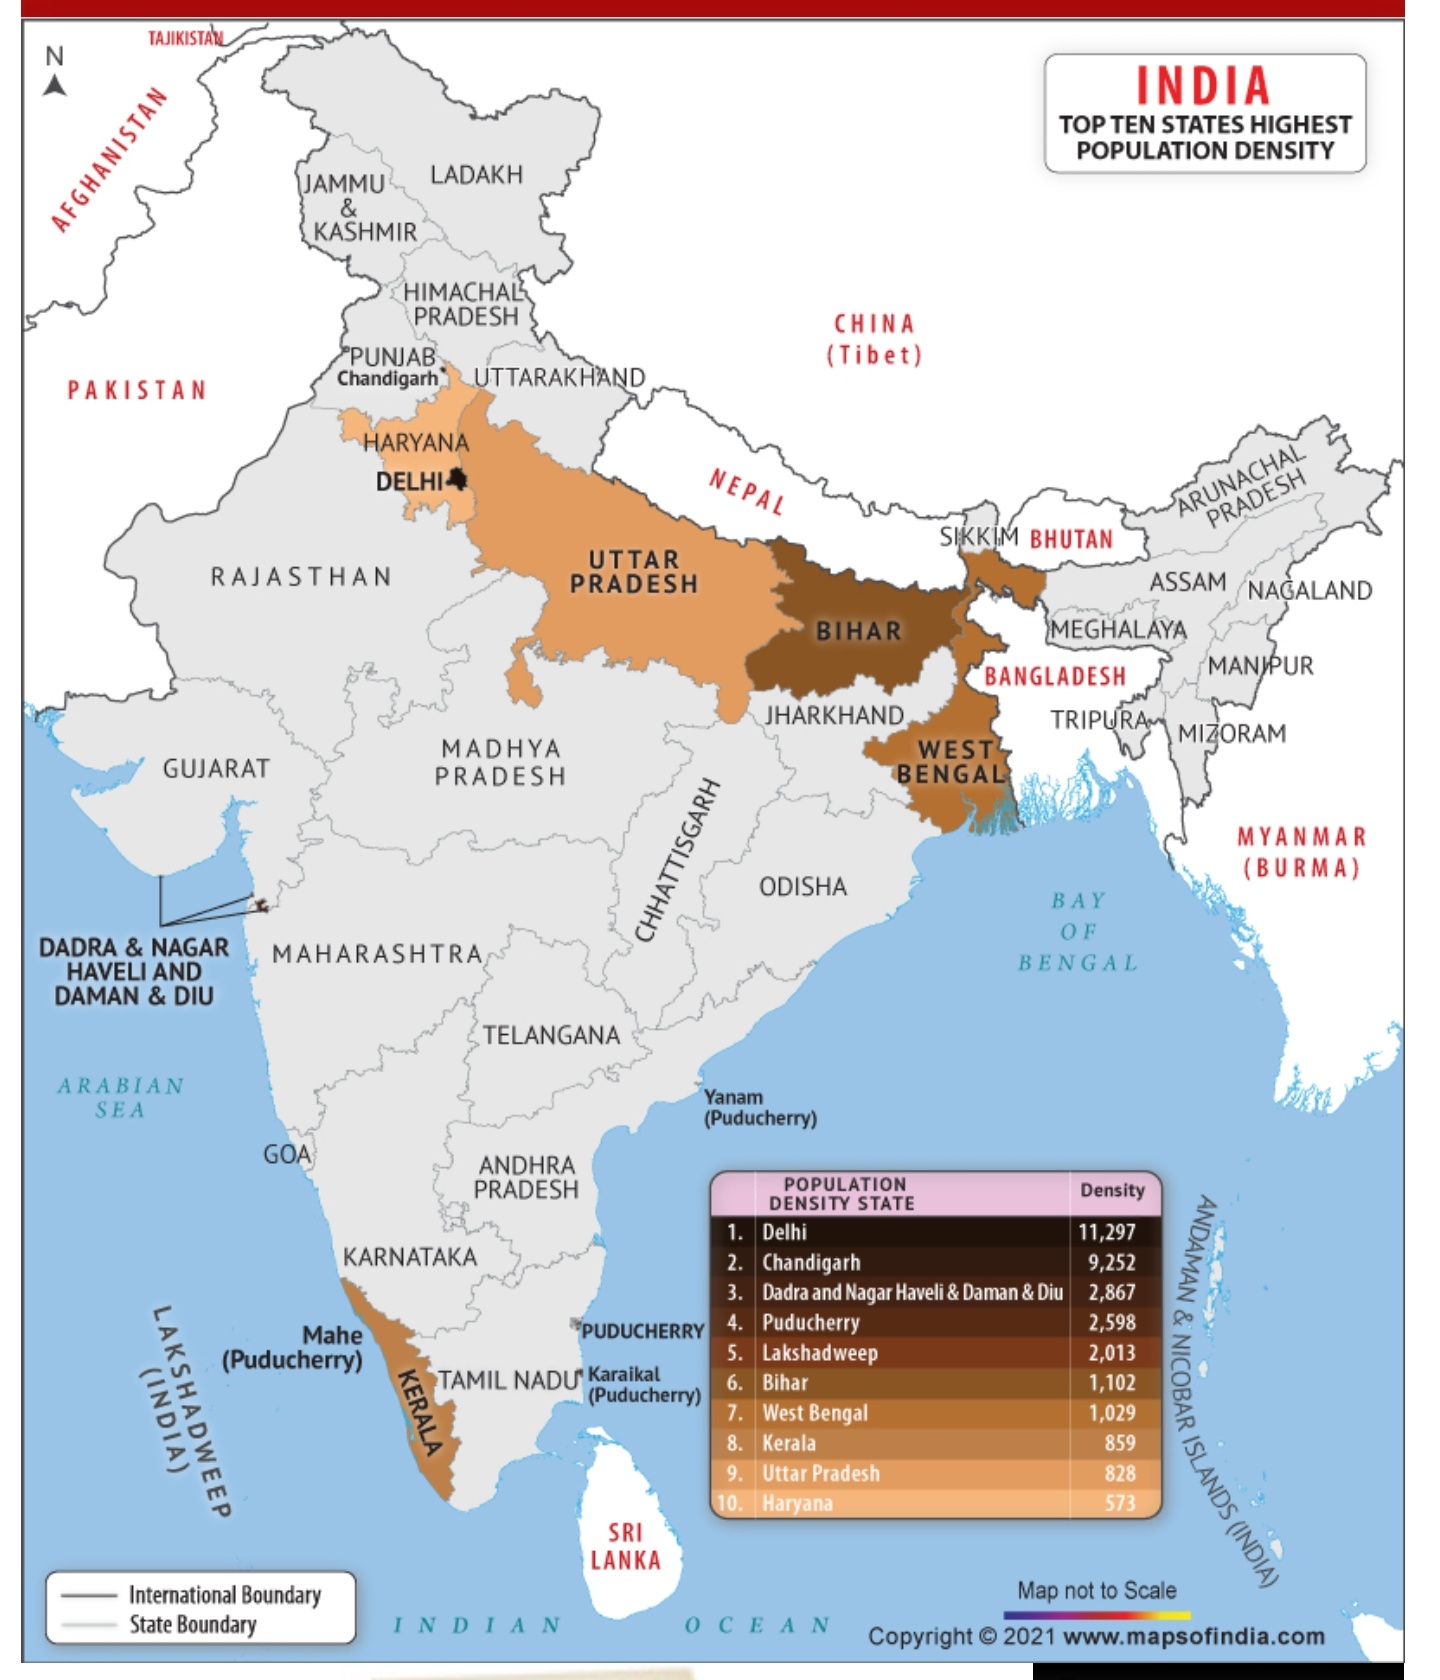 TAJIKISTAN
N
AFGHANISTAN
INDIA
TOP TEN STATES HIGHEST
POPULATION DENSITY
LADAKH
JAMMU
&
KASHMIR
HIMACHAL
PRADESH
CHINA
(Tibet)
PUNJAB
Chandigarh
UTTARAKHAND
PAKISTAN
HARYANA
DELHI
NEPAL
ARUNACHAL
PRADESH
SIKKIM
BHUTAN
UTTAR
PRADESH
RAJASTHAN
ASSAM
NAGALAND
BIHAR
MEGHALAYA
MANIPUR
BANGLADESH
JHARKHAND
TRIPURA
MIZORAM
WEST
BENGAL
MADHYA
PRADESH
GUJARAT
CHHATTISGARH
MYANMAR
(BURMA)
ODISHA
BAY
OF
BENGAL
DADRA & NAGAR
HAVELI AND
DAMAN & DIU
MAHARASHTRA
TELANGANA
ARABIAN
SEA
Yanam
(Puducherry)
GOA
ANDHRA
PRADESH
KARNATAKA
POPULATION
DENSITY STATE
Density
1. Delhi 11,297
2. Chandigarh 9,252
3. Dadra and Nagar Haveli & Daman & Diu 2,867
4. Puducherry 2,598
5. Lakshadweep 2,013
6. Bihar 1,102
7. West Bengal 1,029
8. Kerala 859
9. Uttar Pradesh 828
10. Haryana 573
ANDAMAN & NICOBAR ISLANDS (INDIA)
LAKSHADWEEP
(INDIA)
Mahe
(Puducherry)
PUDUCHERRY
KERALA
TAMIL NADU
Karaikal
(Puducherry)
SRI
LANKA
International Boundary
State Boundary
INDIAN OCEAN
Map not to Scale
Copyright © 2021 www.mapsofindia.com